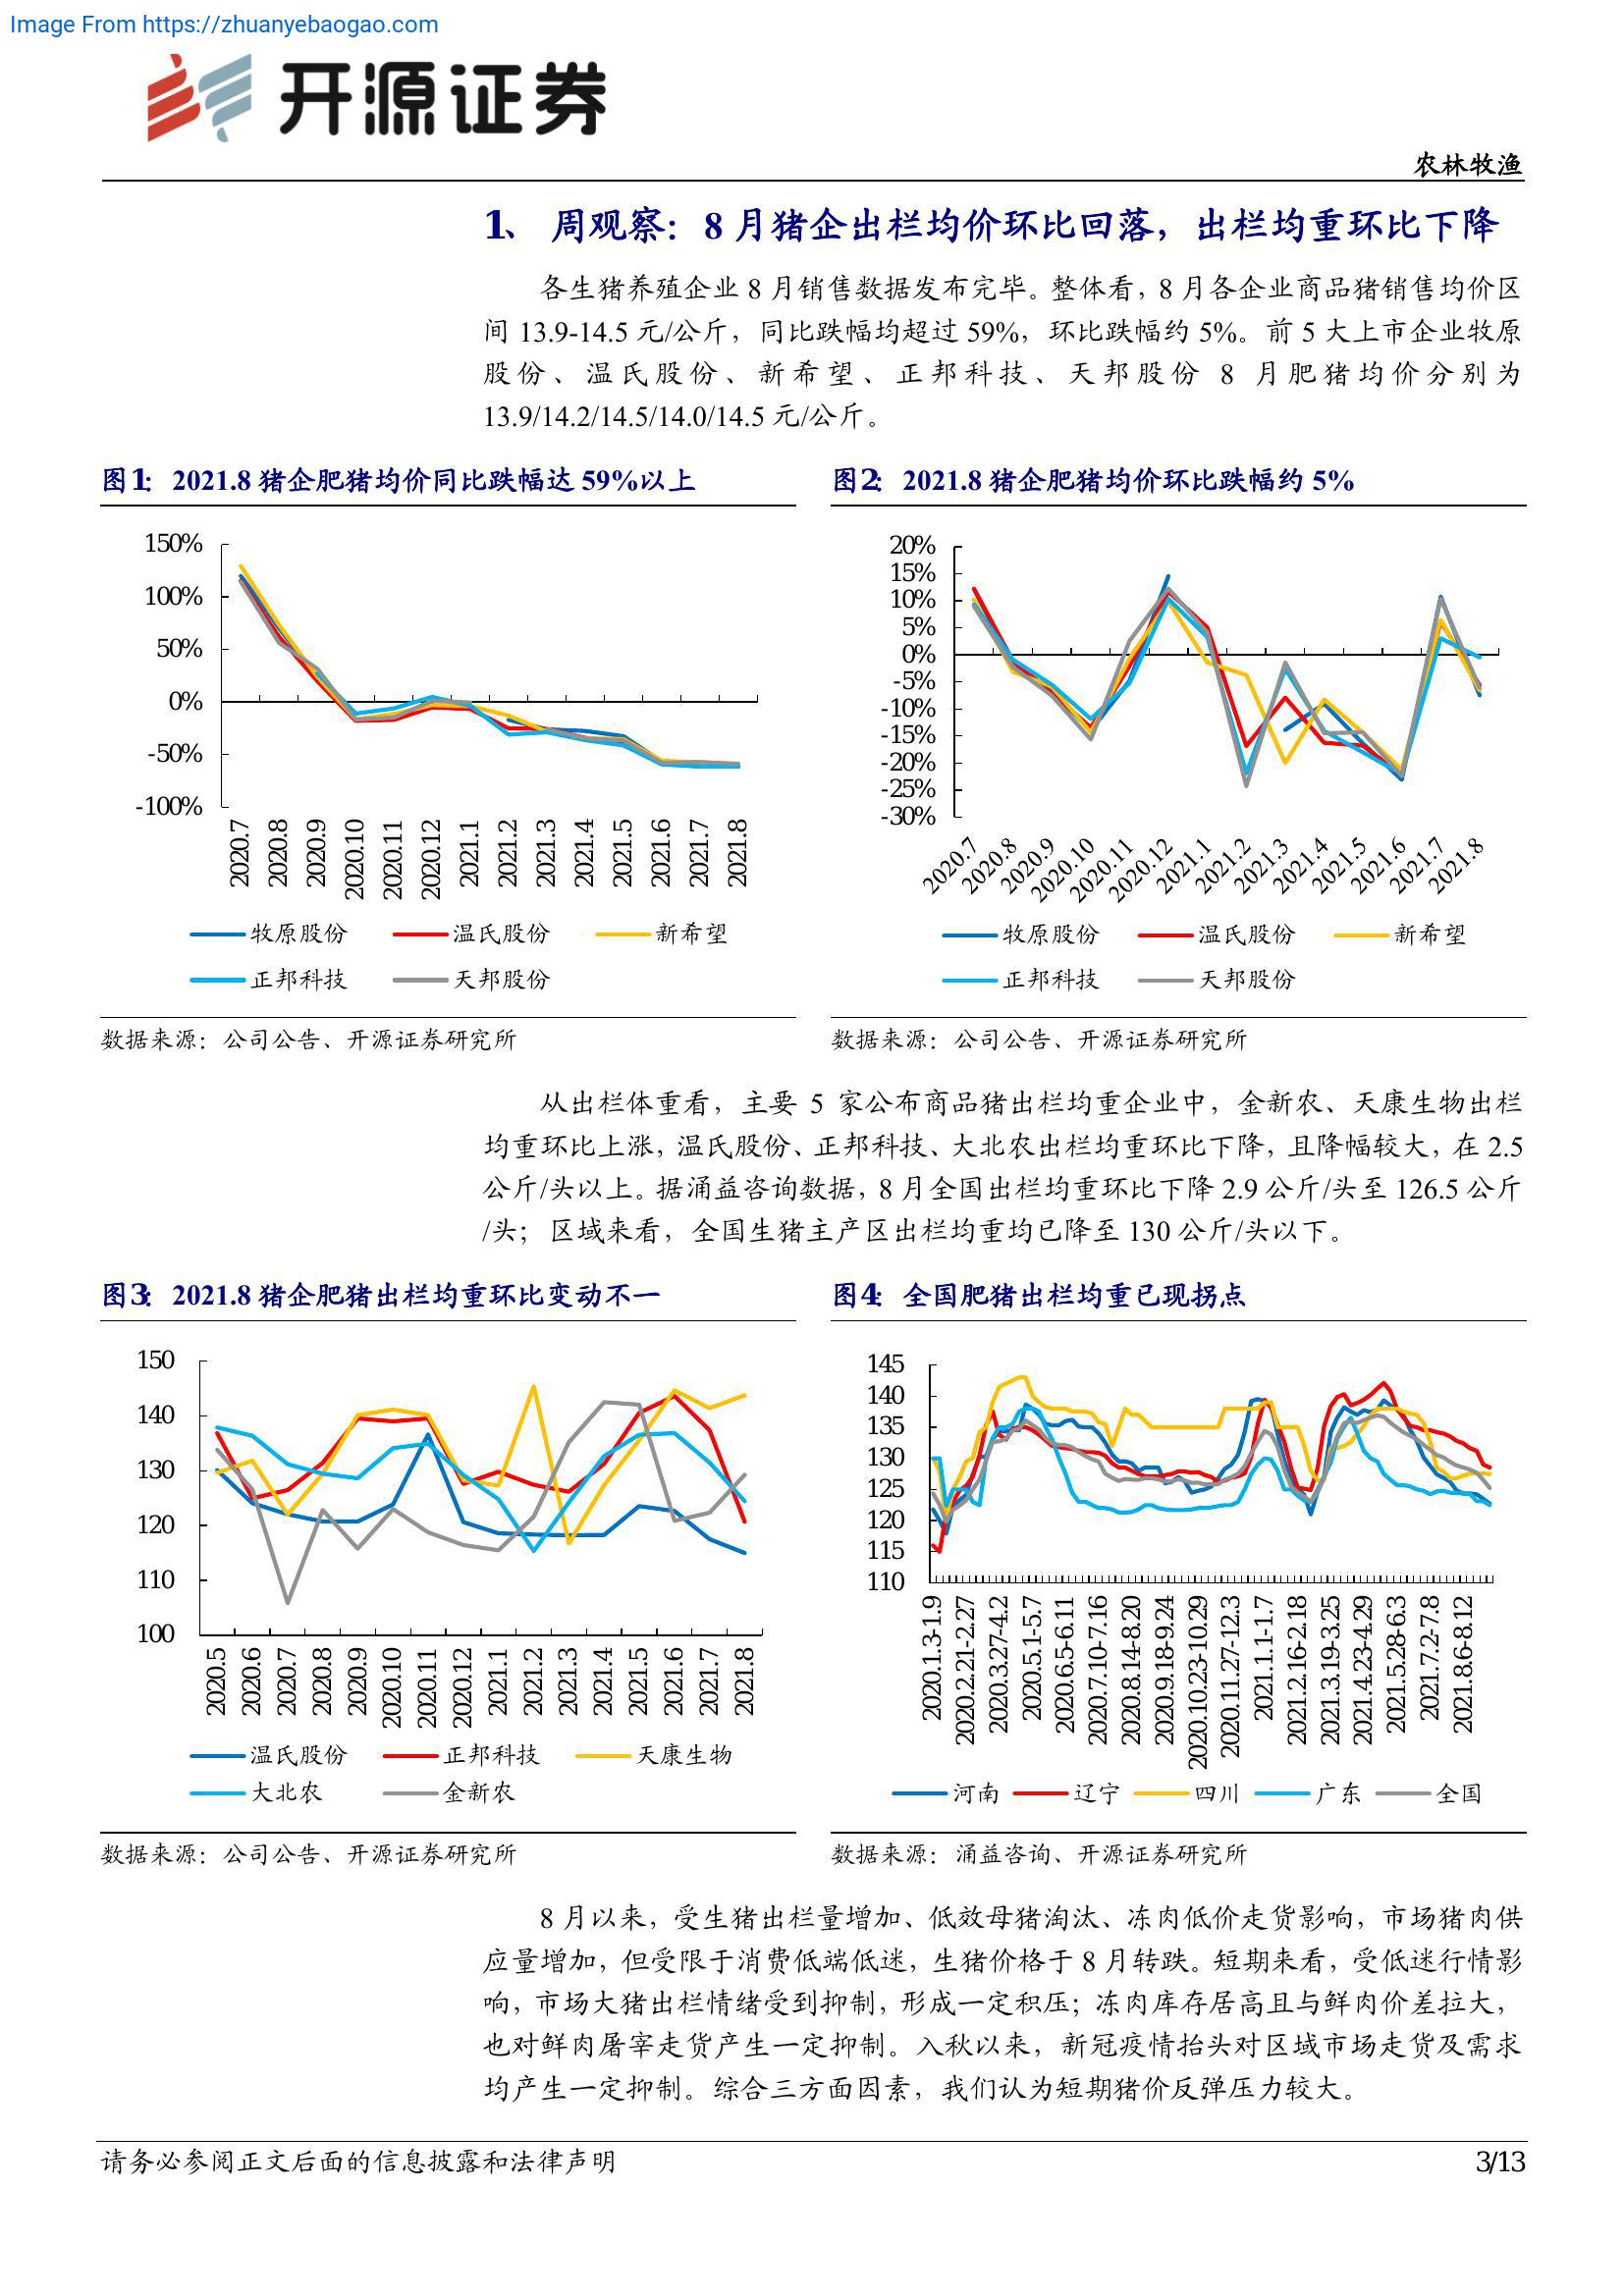 Image From https://zhuanyebaogao.com
开源证券
农林牧渔
1、 周观察：8 月猪企出栏均价环比回落，出栏均重环比下降
各生猪养殖企业 8 月销售数据发布完毕。整体看，8 月各企业商品猪销售均价区
间 13.9-14.5 元/公斤，同比跌幅均超过 59%，环比跌幅约 5%。前 5 大上市企业牧原
股份、温氏股份、新希望、正邦科技、天邦股份 8 月肥猪均价分别为
13.9/14.2/14.5/14.0/14.5 元/公斤。
图1：2021.8 猪企肥猪均价同比跌幅达 59%以上
150%
100%
50%
0%
-50%
-100%
2020.7
2020.8
2020.9
2020.10
2020.11
2020.12
2021.1
2021.2
2021.3
2021.4
2021.5
2021.6
2021.7
2021.8
牧原股份 温氏股份 新希望
正邦科技 天邦股份
数据来源：公司公告、开源证券研究所
图2：2021.8 猪企肥猪均价环比跌幅约 5%
20%
15%
10%
5%
0%
-5%
-10%
-15%
-20%
-25%
-30%
2020.7
2020.8
2020.9
2020.10
2020.11
2020.12
2021.1
2021.2
2021.3
2021.4
2021.5
2021.6
2021.7
2021.8
牧原股份 温氏股份 新希望
正邦科技 天邦股份
数据来源：公司公告、开源证券研究所
从出栏体重看，主要 5 家公布商品猪出栏均重企业中，金新农、天康生物出栏
均重环比上涨，温氏股份、正邦科技、大北农出栏均重环比下降，且降幅较大，在 2.5
公斤/头以上。据涌益咨询数据，8 月全国出栏均重环比下降 2.9 公斤/头至 126.5 公斤
/头；区域来看，全国生猪主产区出栏均重均已降至 130 公斤/头以下。
图3：2021.8 猪企肥猪出栏均重环比变动不一
150
140
130
120
110
100
2020.5
2020.6
2020.7
2020.8
2020.9
2020.10
2020.11
2020.12
2021.1
2021.2
2021.3
2021.4
2021.5
2021.6
2021.7
2021.8
温氏股份 正邦科技 天康生物
大北农 金新农
数据来源：公司公告、开源证券研究所
图4：全国肥猪出栏均重已现拐点
145
140
135
130
125
120
115
110
2020.1.3-1.9
2020.2.21-2.27
2020.3.27-4.2
2020.5.1-5.7
2020.6.5-6.11
2020.7.10-7.16
2020.8.14-8.20
2020.9.18-9.24
2020.10.23-10.29
2020.11.27-12.3
2021.1.1-1.7
2021.2.16-2.18
2021.3.19-3.25
2021.4.23-4.29
2021.5.28-6.3
2021.7.2-7.8
2021.8.6-8.12
河南 辽宁 四川 广东 全国
数据来源：涌益咨询、开源证券研究所
8 月以来，受生猪出栏量增加、低效母猪淘汰、冻肉低价走货影响，市场猪肉供
应量增加，但受限于消费低端低迷，生猪价格于 8 月转跌。短期来看，受低迷行情影
响，市场大猪出栏情绪受到抑制，形成一定积压；冻肉库存居高且与鲜肉价差拉大，
也对鲜肉屠宰走货产生一定抑制。入秋以来，新冠疫情抬头对区域市场走货及需求
均产生一定抑制。综合三方面因素，我们认为短期猪价反弹压力较大。
请务必参阅正文后面的信息披露和法律声明
3/13